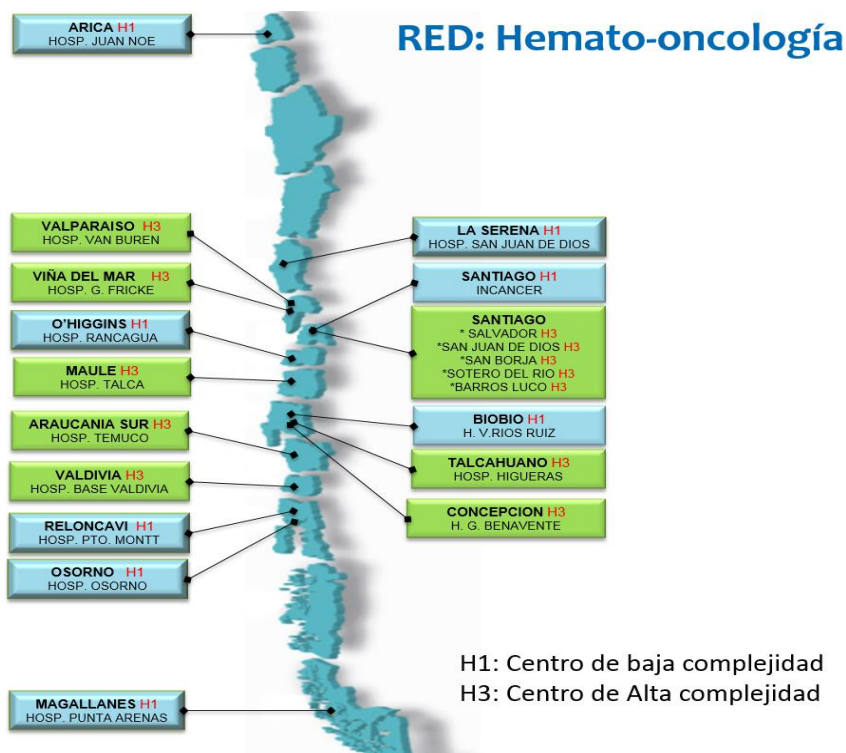 RED: Hemato-oncología
ARICA H1
HOSP. JUAN NOE
VALPARAISO H3
HOSP. VAN BUREN
VIÑA DEL MAR H3
HOSP. G. FRICKE
O'HIGGINS H1
HOSP. RANCAGUA
MAULE H3
HOSP. TALCA
ARAUCANIA SUR H3
HOSP. TEMUCO
VALDIVIA H3
HOSP. BASE VALDIVIA
RELONCAVI H1
HOSP. PTO. MONTT
OSORNO H1
HOSP. OSORNO
MAGALLANES H1
HOSP. PUNTA ARENAS
LA SERENA H1
HOSP. SAN JUAN DE DIOS
SANTIAGO H1
INCANCER
SANTIAGO
* SALVADOR H3
*SAN JUAN DE DIOS H3
*SAN BORJA H3
*SOTERO DEL RIO H3
*BARROS LUCO H3
BIOBIO H1
H. V.RIOS RUIZ
TALCAHUANO H3
HOSP. HIGUERAS
CONCEPCION H3
H. G. BENAVENTE
H1: Centro de baja complejidad
H3: Centro de Alta complejidad